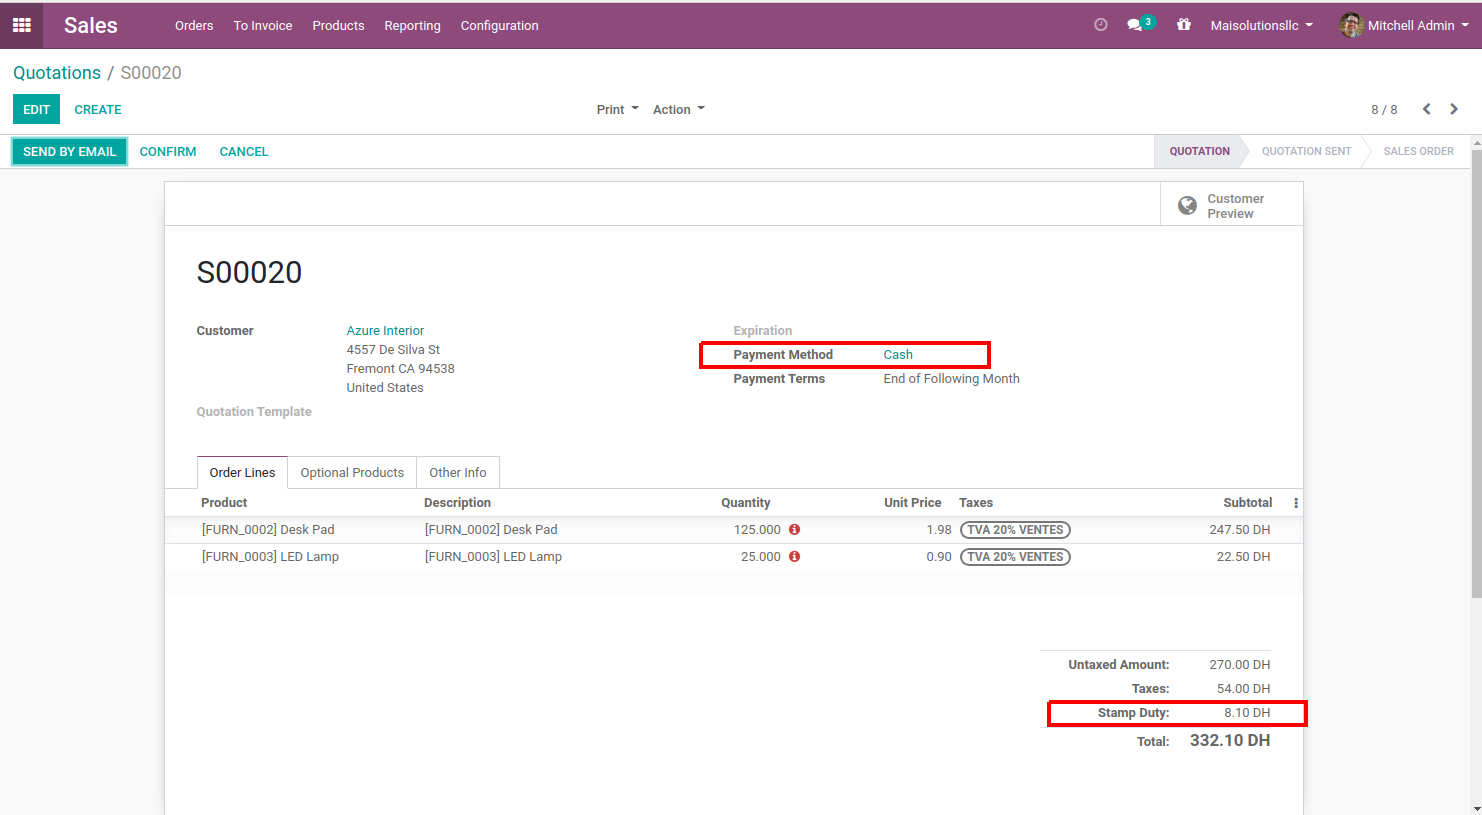 Sales Orders To Invoice Products Reporting Configuration 3 Maisolutionsllc Mitchell Admin
Quotations / S00020
EDIT CREATE Print Action 8 / 8
SEND BY EMAIL CONFIRM CANCEL QUOTATION QUOTATION SENT SALES ORDER
Customer
Preview
S00020
Customer Azure Interior
4557 De Silva St
Fremont CA 94538
United States
Quotation Template
Expiration
Payment Method Cash
Payment Terms End of Following Month
Order Lines Optional Products Other Info
Product Description Quantity Unit Price Taxes Subtotal
[FURN_0002] Desk Pad [FURN_0002] Desk Pad 125.000 1.98 TVA 20% VENTES 247.50 DH
[FURN_0003] LED Lamp [FURN_0003] LED Lamp 25.000 0.90 TVA 20% VENTES 22.50 DH
Untaxed Amount: 270.00 DH
Taxes: 54.00 DH
Stamp Duty: 8.10 DH
Total: 332.10 DH